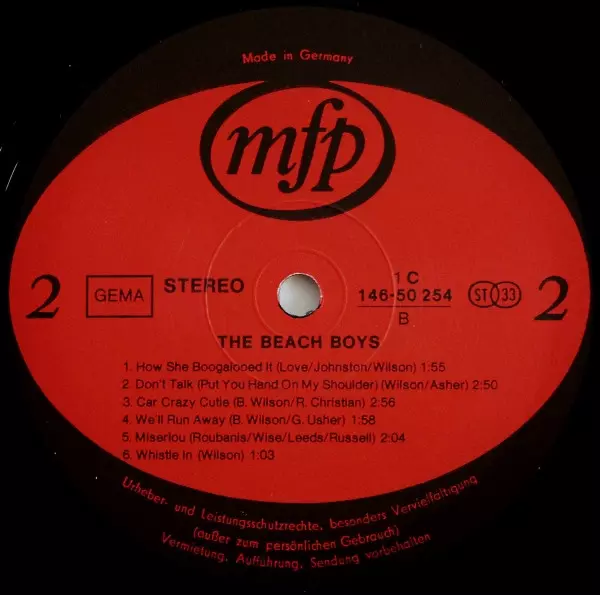 Made in Germany
mfp
2 GEMA STEREO 1 C 146-50 254 B ST 33 2
THE BEACH BOYS
1. How She Boogalooed It (Love/Johnston/Wilson) 1:55
2. Don't Talk (Put You Hand On My Shoulder) (Wilson/Asher) 2:50
3. Car Crazy Cutie (B. Wilson/R. Christian) 2:56
4. We'll Run Away (B. Wilson/G. Usher) 1:58
5. Miserlou (Roubanis/Wise/Leeds/Russell) 2:04
6. Whistle In (Wilson) 1:03
Urheber- und Leistungsschutzrechte, besonders Vervielfältigung
(außer zum persönlichen Gebrauch)
Vermietung, Aufführung, Sendung vorbehalten